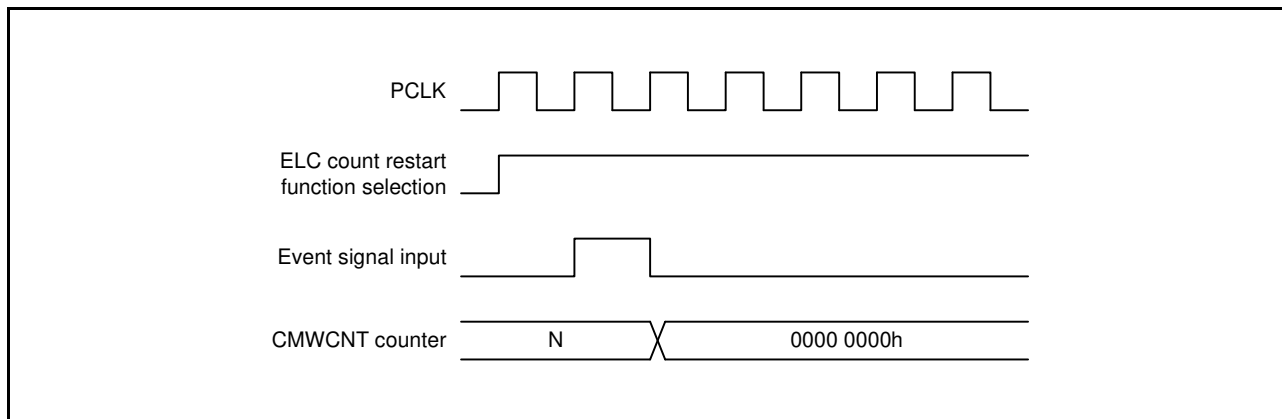 PCLK
ELC count restart
function selection
Event signal input
CMWCNT counter
N
0000 0000h